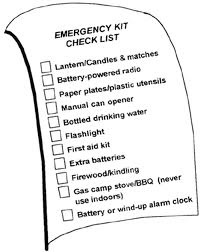 EMERGENCY KIT
CHECK LIST
Lantern/Candles & matches
Battery-powered radio
Paper plates/plastic utensils
Manual can opener
Bottled drinking water
Flashlight
First aid kit
Extra batteries
Firewood/kindling
Gas camp stove/BBQ (never
use indoors)
Battery or wind-up alarm clock